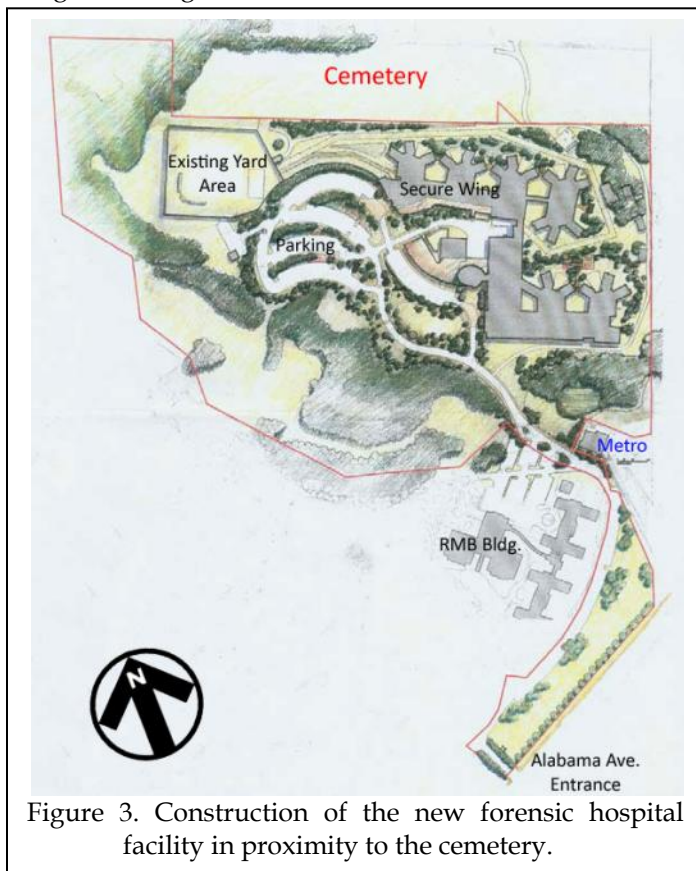 Cemetery
Existing Yard
Area
Secure Wing
Parking
Metro
RMB Bldg.
N
Alabama Ave.
Entrance
Figure 3. Construction of the new forensic hospital
facility in proximity to the cemetery.